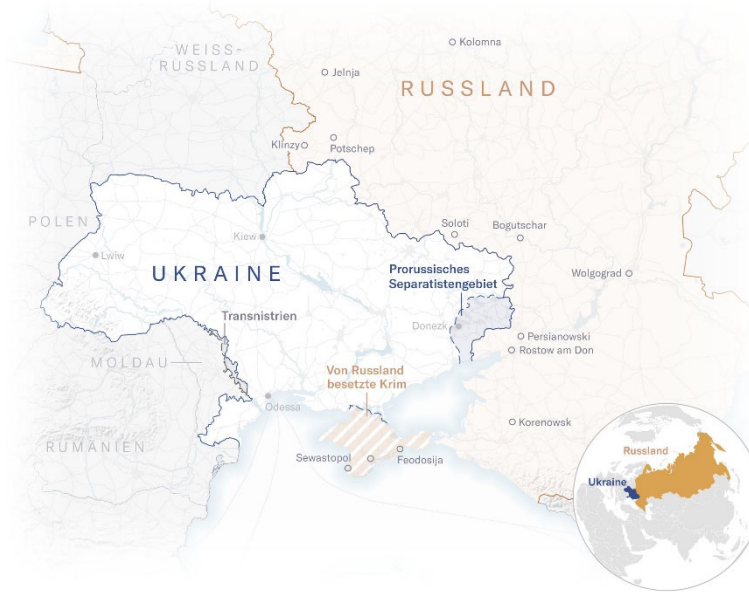 WEISS-
RUSSLAND
Kolomna
Jelnja
RUSSLAND
Klinzy
Potschep
POLEN
Kiew
Soloti
Bogutschar
Lwiw
UKRAINE
Prorussisches
Separatistengebiet
Wolgograd
Transnistrien
Donezk
Persianowski
Rostow am Don
MOLDAU
Von Russland
besetzte Krim
Odessa
Korenowsk
RUMÄNIEN
Sewastopol
Feodosija
Russland
Ukraine